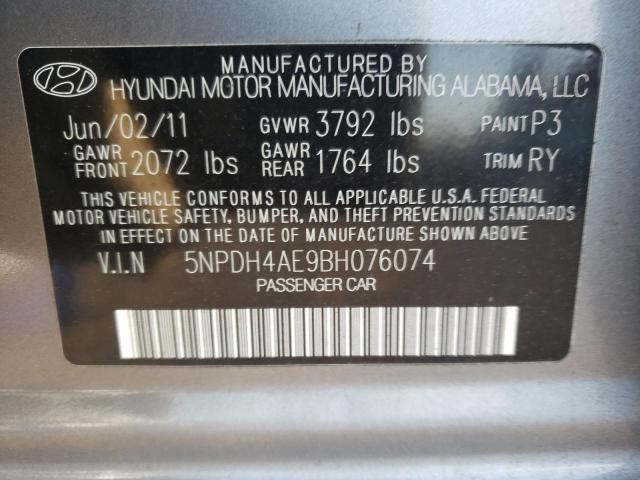 MANUFACTURED BY
HYUNDAI MOTOR MANUFACTURING ALABAMA, LLC
Jun/02/11 GVWR 3792 lbs PAINT P3
GAWR FRONT 2072 lbs GAWR REAR 1764 lbs TRIM RY
THIS VEHICLE CONFORMS TO ALL APPLICABLE U.S.A. FEDERAL
MOTOR VEHICLE SAFETY, BUMPER, AND THEFT PREVENTION STANDARDS
IN EFFECT ON THE DATE OF MANUFACTURE SHOWN ABOVE.
V.I.N 5NPDH4AE9BH076074
PASSENGER CAR